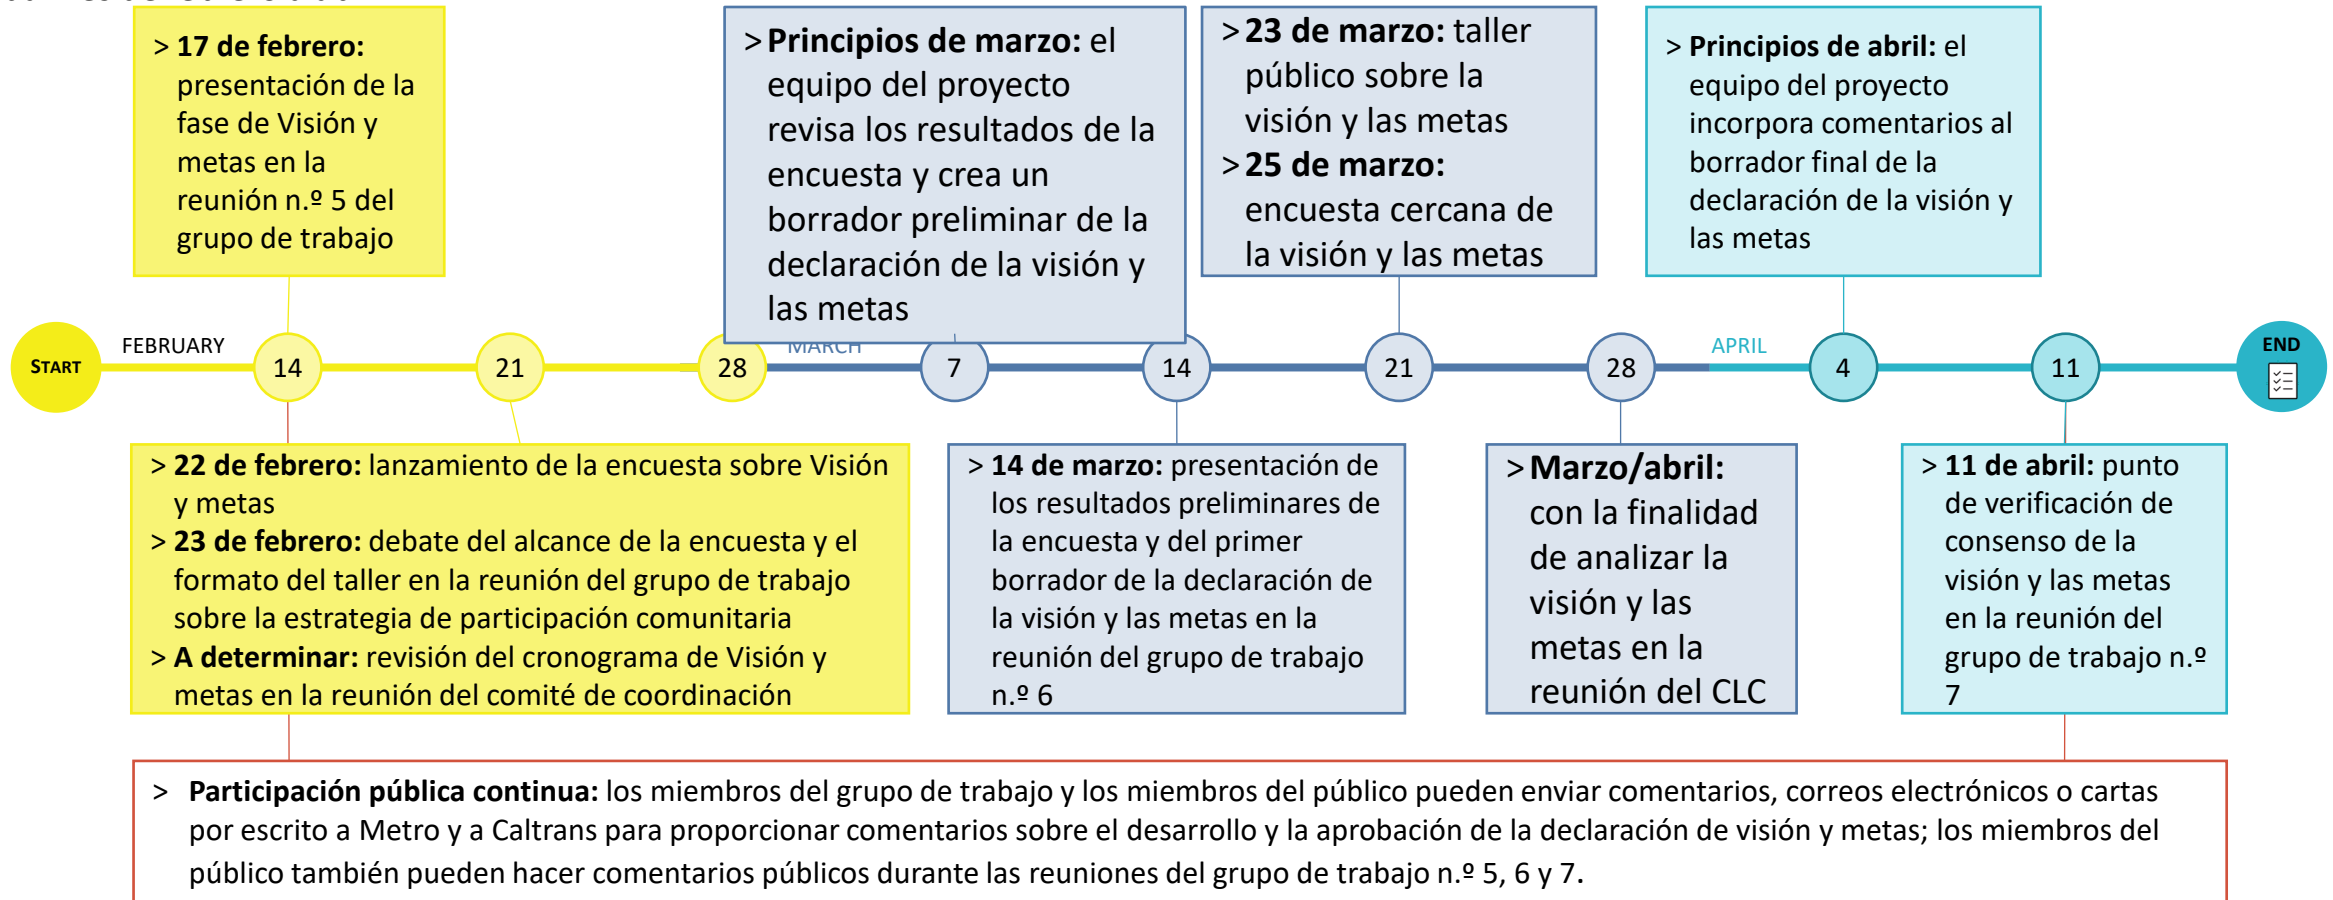 > 17 de febrero:
presentación de la
fase de Visión y
metas en la
reunión n.º 5 del
grupo de trabajo
> Principios de marzo: el
equipo del proyecto
revisa los resultados de la
encuesta y crea un
borrador preliminar de la
declaración de la visión y
las metas
> 23 de marzo: taller
público sobre la
visión y las metas
> 25 de marzo:
encuesta cercana de
la visión y las metas
> Principios de abril: el
equipo del proyecto
incorpora comentarios al
borrador final de la
declaración de la visión y
las metas
START
FEBRUARY
14
21
28
MARCH
7
14
21
28
APRIL
4
11
END
> 22 de febrero: lanzamiento de la encuesta sobre Visión
y metas
> 23 de febrero: debate del alcance de la encuesta y el
formato del taller en la reunión del grupo de trabajo
sobre la estrategia de participación comunitaria
> A determinar: revisión del cronograma de Visión y
metas en la reunión del comité de coordinación
> 14 de marzo: presentación de
los resultados preliminares de
la encuesta y del primer
borrador de la declaración de
la visión y las metas en la
reunión del grupo de trabajo
n.º 6
> Marzo/abril:
con la finalidad
de analizar la
visión y las
metas en la
reunión del CLC
> 11 de abril: punto
de verificación de
consenso de la
visión y las metas
en la reunión del
grupo de trabajo n.º
7
> Participación pública continua: los miembros del grupo de trabajo y los miembros del público pueden enviar comentarios, correos electrónicos o cartas
por escrito a Metro y a Caltrans para proporcionar comentarios sobre el desarrollo y la aprobación de la declaración de visión y metas; los miembros del
público también pueden hacer comentarios públicos durante las reuniones del grupo de trabajo n.º 5, 6 y 7.